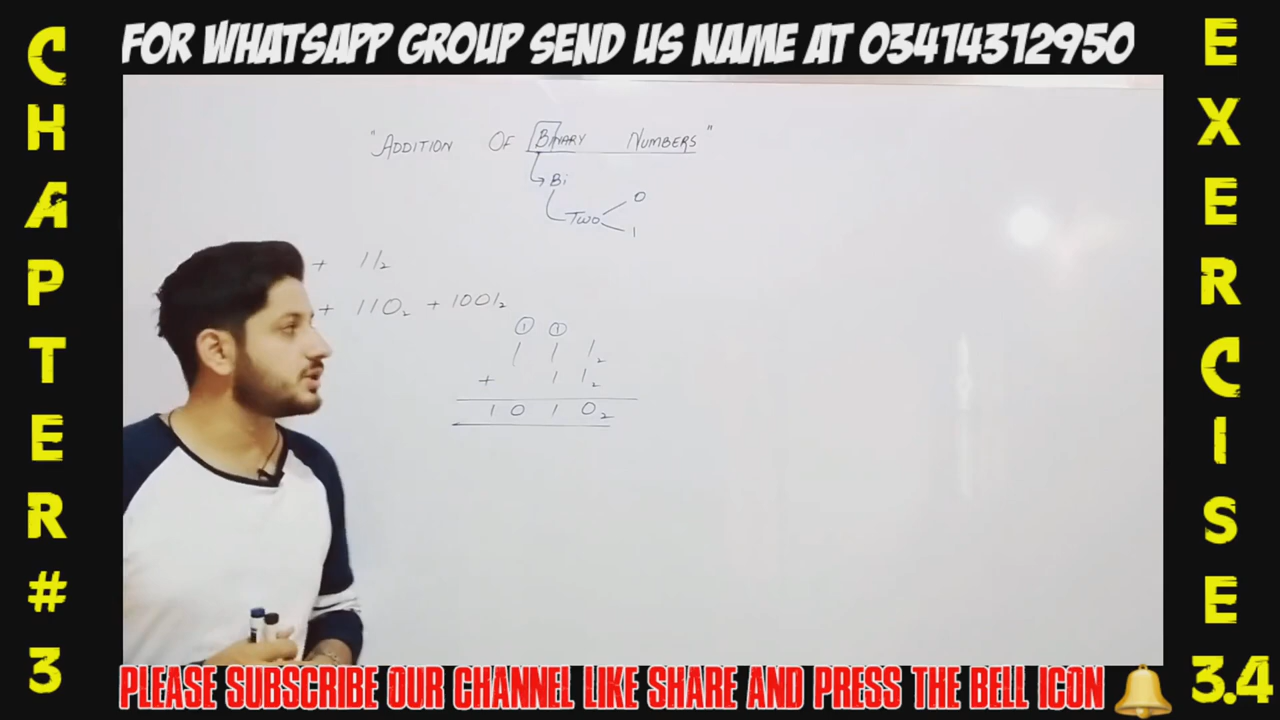 FOR WHATSAPP GROUP SEND US NAME AT 03414312950
CHAPTER # 3
"ADDITION OF BINARY NUMBERS"
Bi
Two
0
1
+ 11₂
+ 110₂ + 1001₂
① ①
1 1 1₂
+ 1 1₂
1 0 1 0₂
EXERCISE 3.4
PLEASE SUBSCRIBE OUR CHANNEL LIKE SHARE AND PRESS THE BELL ICON 🔔